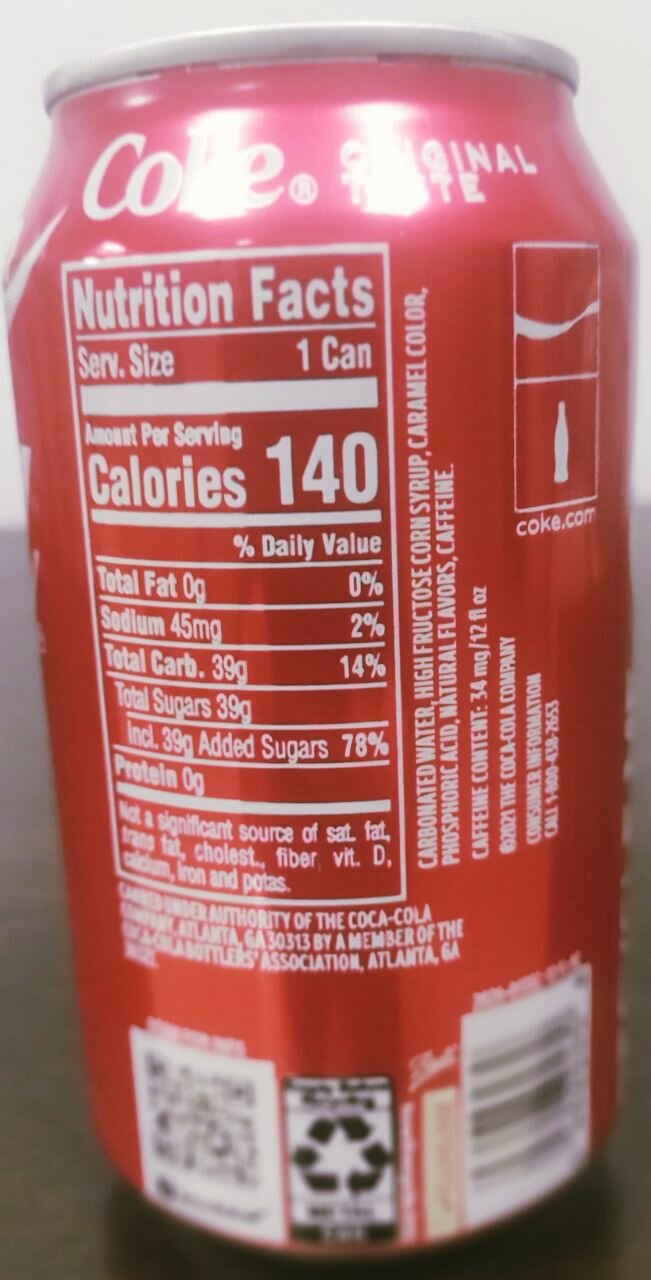 Coke®
ORIGINAL
TASTE
Nutrition Facts
Serv. Size 1 Can
Amount Per Serving
Calories 140
% Daily Value
Total Fat 0g 0%
Sodium 45mg 2%
Total Carb. 39g 14%
Total Sugars 39g
Incl. 39g Added Sugars 78%
Protein 0g
Not a significant source of sat. fat,
trans fat, cholest., fiber vit. D,
calcium, iron and potas.
CANNED UNDER AUTHORITY OF THE COCA-COLA
COMPANY, ATLANTA, GA 30313 BY A MEMBER OF THE
COCA-COLA BOTTLERS' ASSOCIATION, ATLANTA, GA
CARBONATED WATER, HIGH FRUCTOSE CORN SYRUP, CARAMEL COLOR,
PHOSPHORIC ACID, NATURAL FLAVORS, CAFFEINE.
CAFFEINE CONTENT: 34 mg/12 fl oz
©2021 THE COCA-COLA COMPANY
CONSUMER INFORMATION
CALL 1-800-438-2653
coke.com
METAL